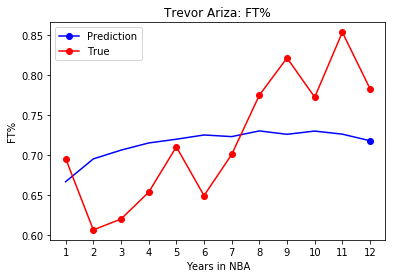 Trevor Ariza: FT%
Prediction
True
0.85
0.80
0.75
0.70
0.65
0.60
FT%
1 2 3 4 5 6 7 8 9 10 11 12
Years in NBA